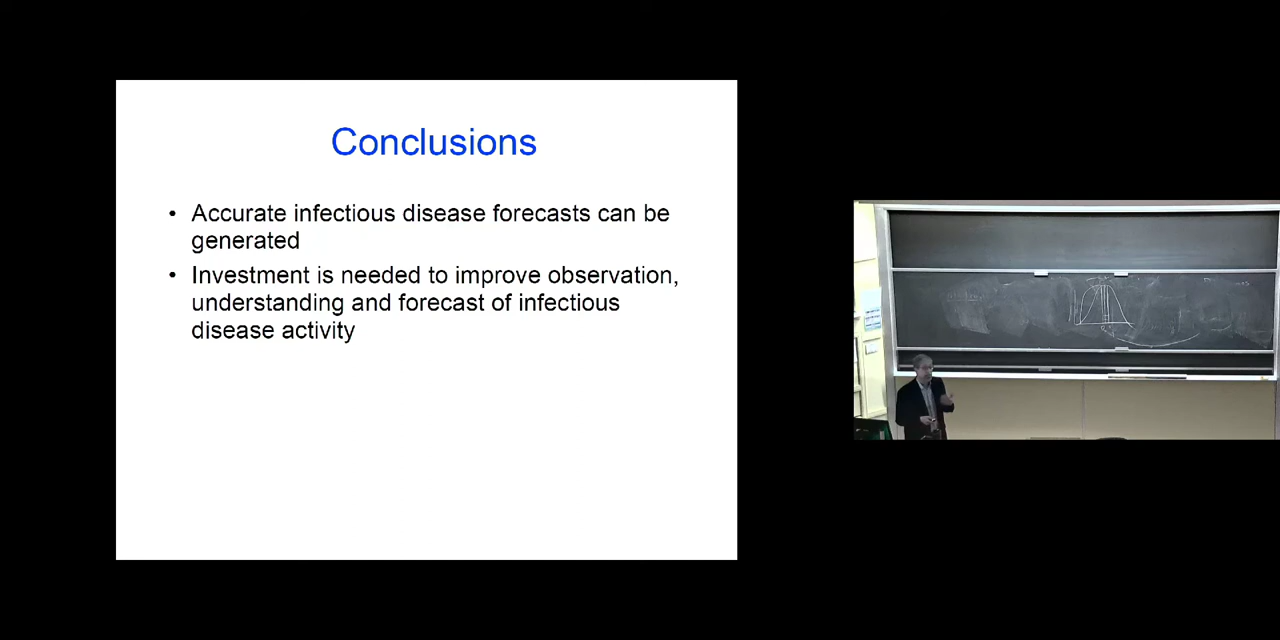 Conclusions
• Accurate infectious disease forecasts can be
generated
• Investment is needed to improve observation,
understanding and forecast of infectious
disease activity